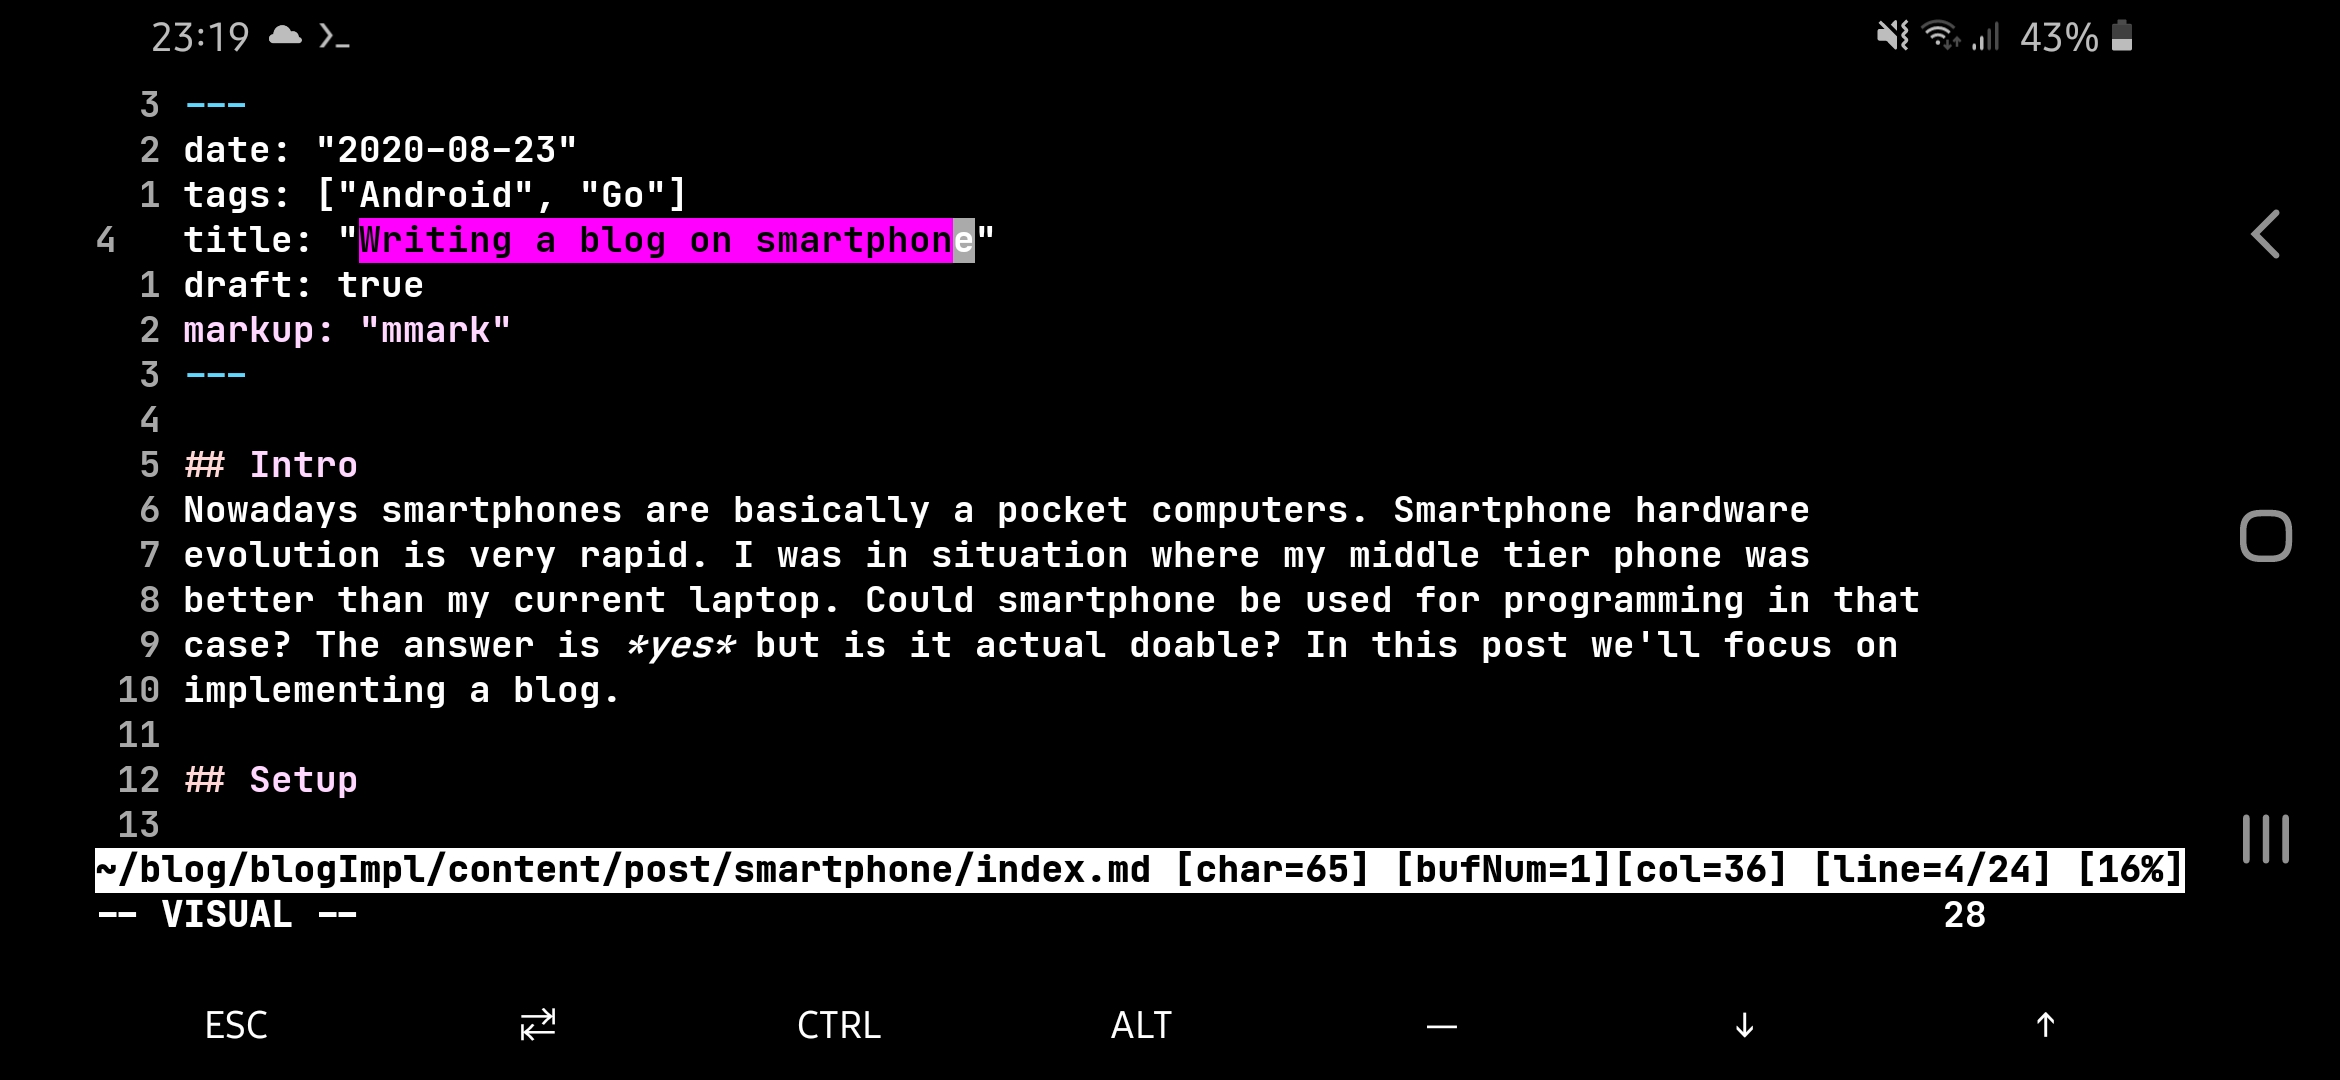 23:19 43%
3 ---
2 date: "2020-08-23"
1 tags: ["Android", "Go"]
4 title: "Writing a blog on smartphone"
1 draft: true
2 markup: "mmark"
3 ---
4
5 ## Intro
6 Nowadays smartphones are basically a pocket computers. Smartphone hardware
7 evolution is very rapid. I was in situation where my middle tier phone was
8 better than my current laptop. Could smartphone be used for programming in that
9 case? The answer is *yes* but is it actual doable? In this post we'll focus on
10 implementing a blog.
11
12 ## Setup
13
~/blog/blogImpl/content/post/smartphone/index.md [char=65] [bufNum=1][col=36] [line=4/24] [16%]
-- VISUAL -- 28
ESC ⇄ CTRL ALT — ↓ ↑